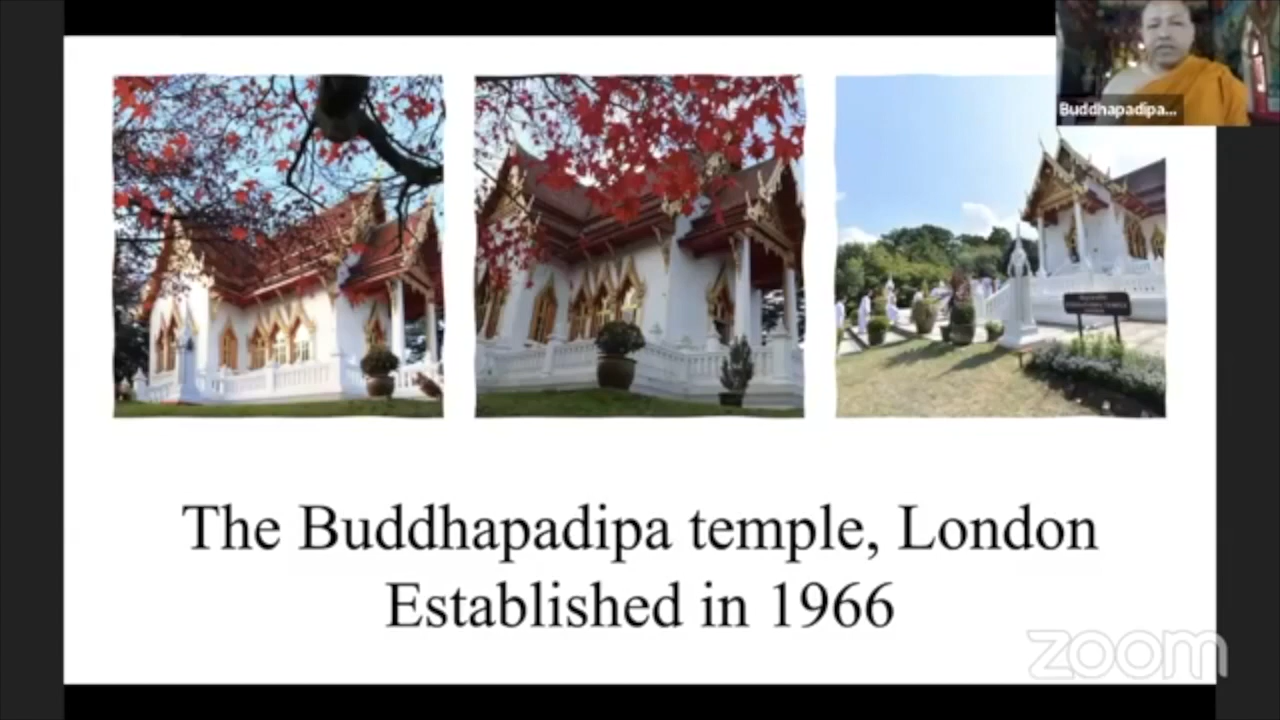 Buddhapadipa...
The Buddhapadipa temple, London
Established in 1966
zoom